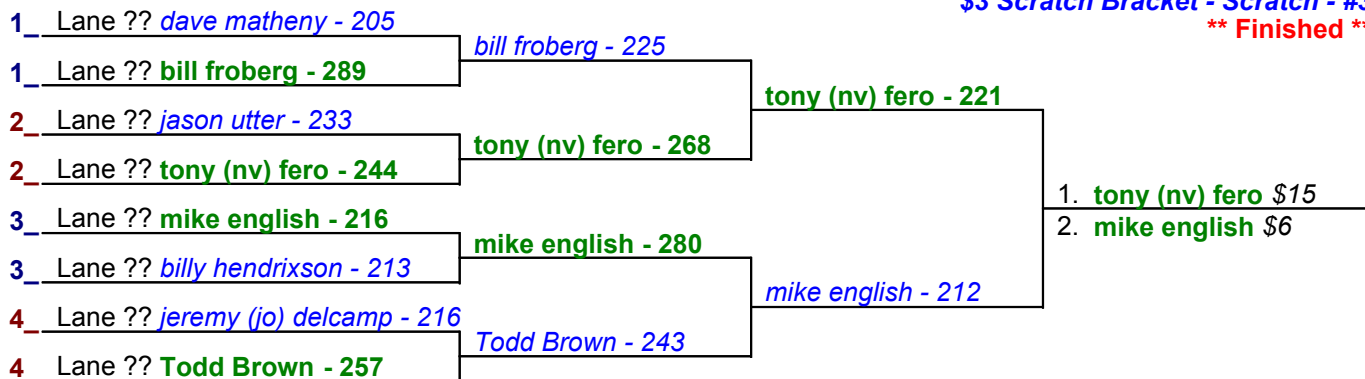 $3 Scratch Bracket - Scratch - #3
** Finished **
1_ Lane ?? dave matheny - 205
1_ Lane ?? bill froberg - 289
2_ Lane ?? jason utter - 233
2_ Lane ?? tony (nv) fero - 244
3_ Lane ?? mike english - 216
3_ Lane ?? billy hendrixson - 213
4_ Lane ?? jeremy (jo) delcamp - 216
4 Lane ?? Todd Brown - 257
bill froberg - 225
tony (nv) fero - 268
mike english - 280
Todd Brown - 243
tony (nv) fero - 221
mike english - 212
1. tony (nv) fero $15
2. mike english $6